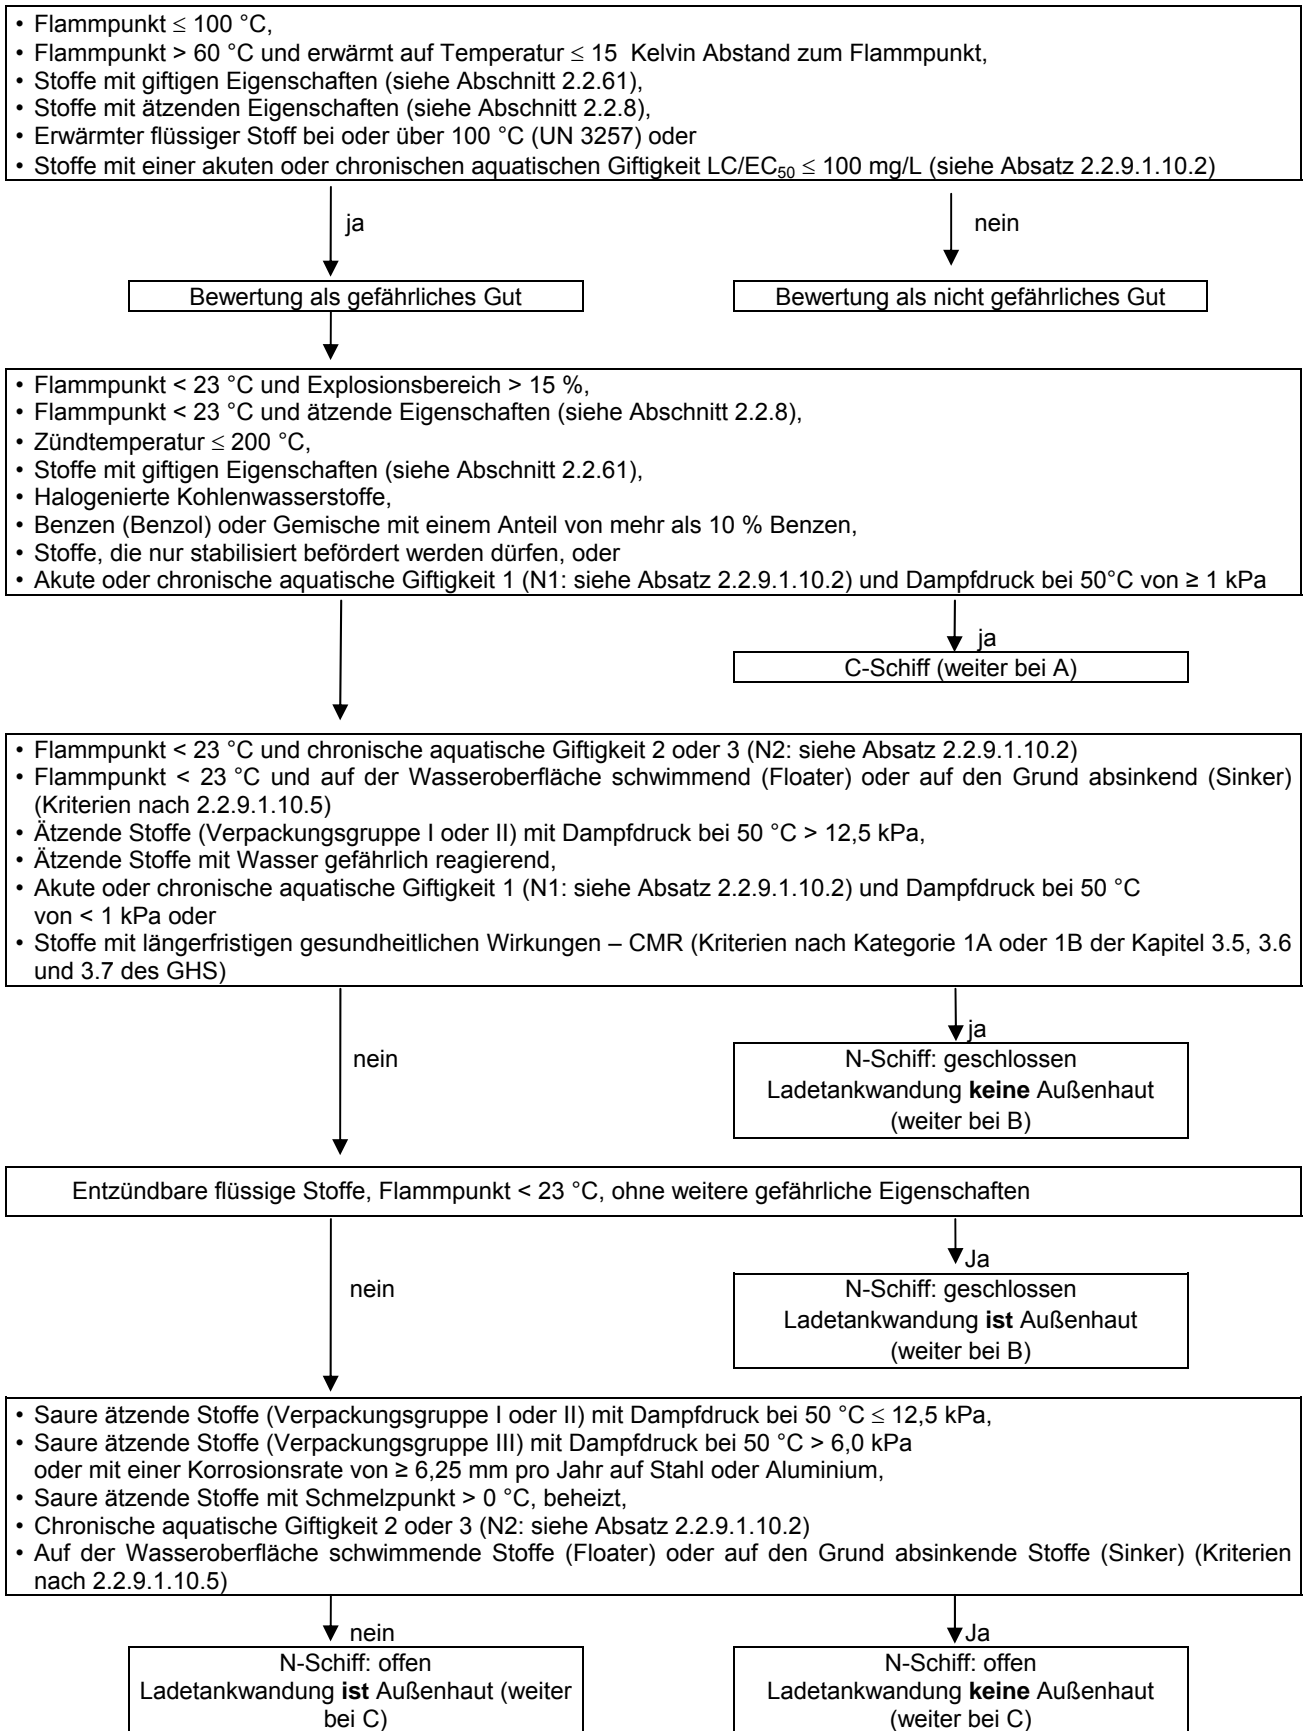 • Flammpunkt ≤ 100 °C,
• Flammpunkt > 60 °C und erwärmt auf Temperatur ≤ 15 Kelvin Abstand zum Flammpunkt,
• Stoffe mit giftigen Eigenschaften (siehe Abschnitt 2.2.61),
• Stoffe mit ätzenden Eigenschaften (siehe Abschnitt 2.2.8),
• Erwärmter flüssiger Stoff bei oder über 100 °C (UN 3257) oder
• Stoffe mit einer akuten oder chronischen aquatischen Giftigkeit LC/EC₅₀ ≤ 100 mg/L (siehe Absatz 2.2.9.1.10.2)
ja
nein
Bewertung als gefährliches Gut
Bewertung als nicht gefährliches Gut
• Flammpunkt < 23 °C und Explosionsbereich > 15 %,
• Flammpunkt < 23 °C und ätzende Eigenschaften (siehe Abschnitt 2.2.8),
• Zündtemperatur ≤ 200 °C,
• Stoffe mit giftigen Eigenschaften (siehe Abschnitt 2.2.61),
• Halogenierte Kohlenwasserstoffe,
• Benzen (Benzol) oder Gemische mit einem Anteil von mehr als 10 % Benzen,
• Stoffe, die nur stabilisiert befördert werden dürfen, oder
• Akute oder chronische aquatische Giftigkeit 1 (N1: siehe Absatz 2.2.9.1.10.2) und Dampfdruck bei 50°C von ≥ 1 kPa
ja
C-Schiff (weiter bei A)
• Flammpunkt < 23 °C und chronische aquatische Giftigkeit 2 oder 3 (N2: siehe Absatz 2.2.9.1.10.2)
• Flammpunkt < 23 °C und auf der Wasseroberfläche schwimmend (Floater) oder auf den Grund absinkend (Sinker)
(Kriterien nach 2.2.9.1.10.5)
• Ätzende Stoffe (Verpackungsgruppe I oder II) mit Dampfdruck bei 50 °C > 12,5 kPa,
• Ätzende Stoffe mit Wasser gefährlich reagierend,
• Akute oder chronische aquatische Giftigkeit 1 (N1: siehe Absatz 2.2.9.1.10.2) und Dampfdruck bei 50 °C
von < 1 kPa oder
• Stoffe mit längerfristigen gesundheitlichen Wirkungen – CMR (Kriterien nach Kategorie 1A oder 1B der Kapitel 3.5, 3.6
und 3.7 des GHS)
nein
ja
N-Schiff: geschlossen
Ladetankwandung keine Außenhaut
(weiter bei B)
Entzündbare flüssige Stoffe, Flammpunkt < 23 °C, ohne weitere gefährliche Eigenschaften
nein
Ja
N-Schiff: geschlossen
Ladetankwandung ist Außenhaut
(weiter bei B)
• Saure ätzende Stoffe (Verpackungsgruppe I oder II) mit Dampfdruck bei 50 °C ≤ 12,5 kPa,
• Saure ätzende Stoffe (Verpackungsgruppe III) mit Dampfdruck bei 50 °C > 6,0 kPa
oder mit einer Korrosionsrate von ≥ 6,25 mm pro Jahr auf Stahl oder Aluminium,
• Saure ätzende Stoffe mit Schmelzpunkt > 0 °C, beheizt,
• Chronische aquatische Giftigkeit 2 oder 3 (N2: siehe Absatz 2.2.9.1.10.2)
• Auf der Wasseroberfläche schwimmende Stoffe (Floater) oder auf den Grund absinkende Stoffe (Sinker) (Kriterien
nach 2.2.9.1.10.5)
nein
Ja
N-Schiff: offen
Ladetankwandung ist Außenhaut (weiter
bei C)
N-Schiff: offen
Ladetankwandung keine Außenhaut
(weiter bei C)